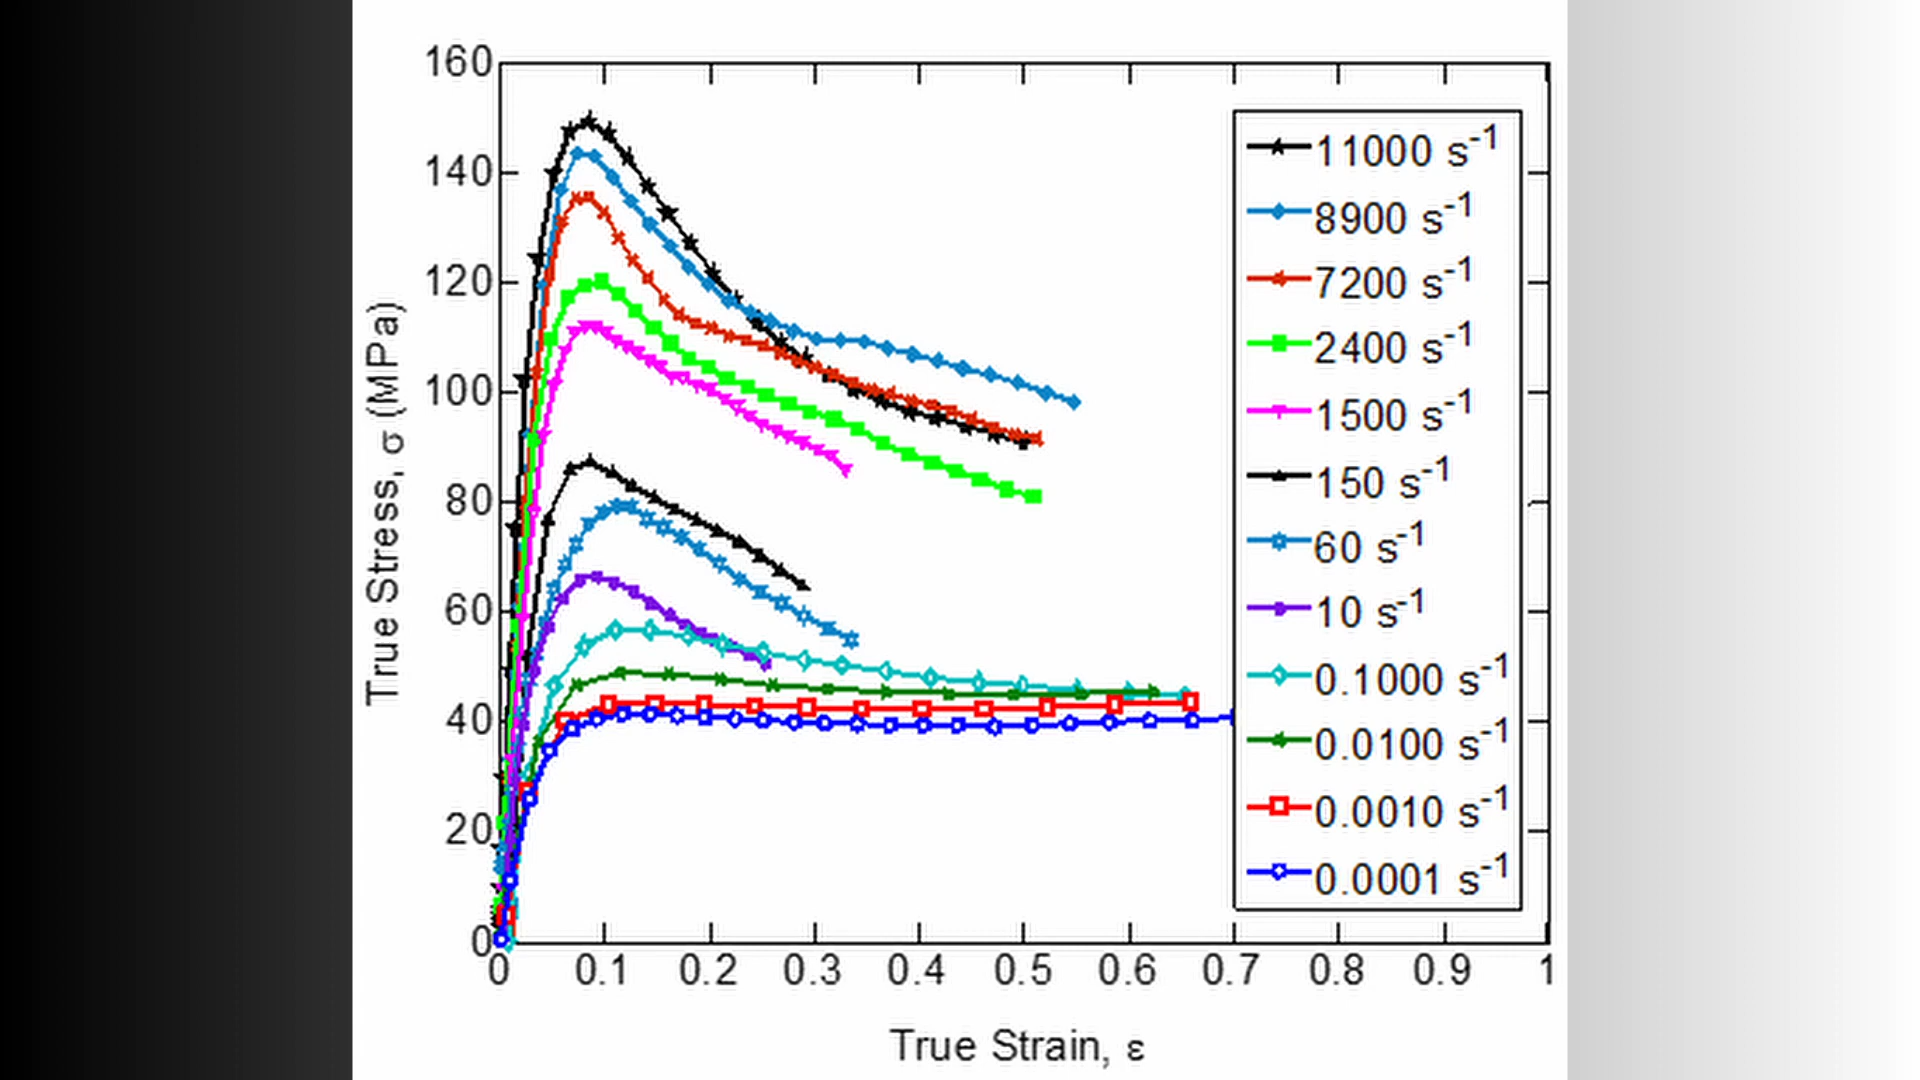 160
140
120
100
80
60
40
20
0
True Stress, σ (MPa)
0 0.1 0.2 0.3 0.4 0.5 0.6 0.7 0.8 0.9 1
True Strain, ε
11000 s⁻¹
8900 s⁻¹
7200 s⁻¹
2400 s⁻¹
1500 s⁻¹
150 s⁻¹
60 s⁻¹
10 s⁻¹
0.1000 s⁻¹
0.0100 s⁻¹
0.0010 s⁻¹
0.0001 s⁻¹